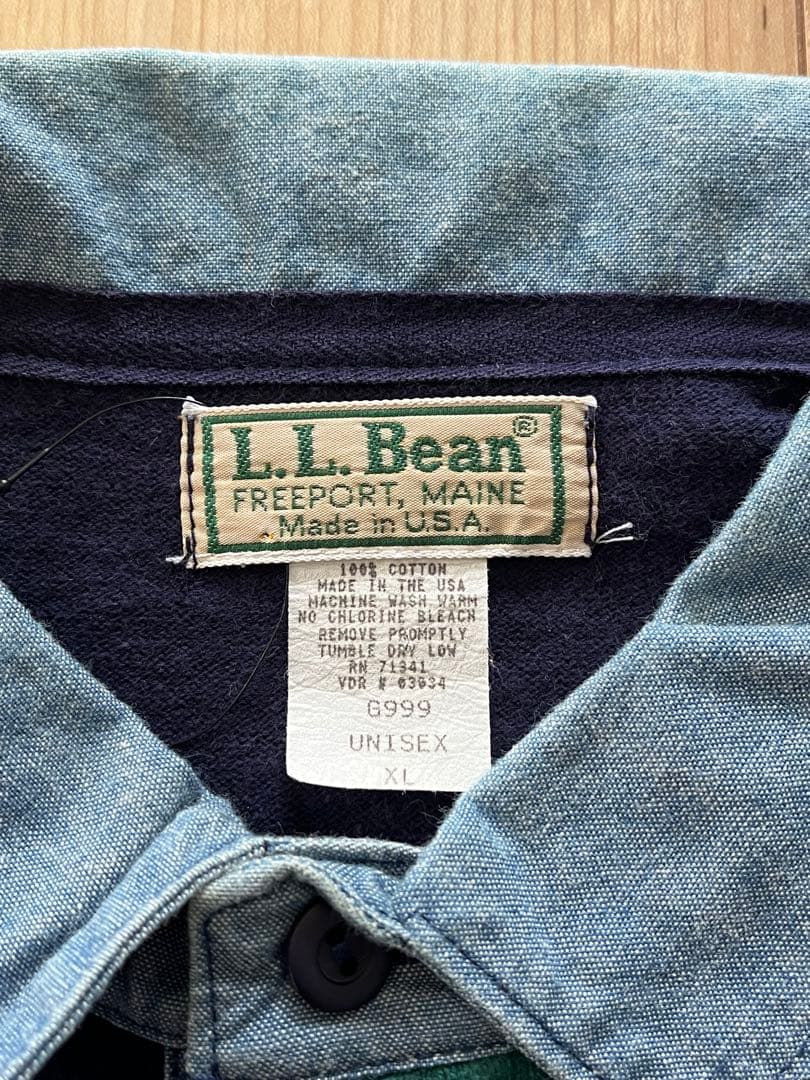 L.L. Bean®
FREEPORT, MAINE
Made in U.S.A.
100% COTTON
MADE IN THE USA
MACHINE WASH WARM
NO CHLORINE BLEACH
REMOVE PROMPTLY
TUMBLE DRY LOW
RN 71341
VDR # 03034
G999
UNISEX
XL